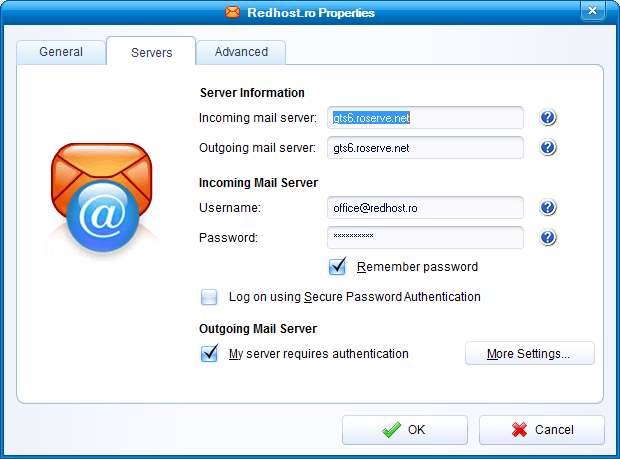 Redhost.ro Properties
General Servers Advanced
Server Information
Incoming mail server: gts6.roserve.net
Outgoing mail server: gts6.roserve.net
Incoming Mail Server
Username: office@redhost.ro
Password: **********
Remember password
Log on using Secure Password Authentication
Outgoing Mail Server
My server requires authentication More Settings...
OK Cancel